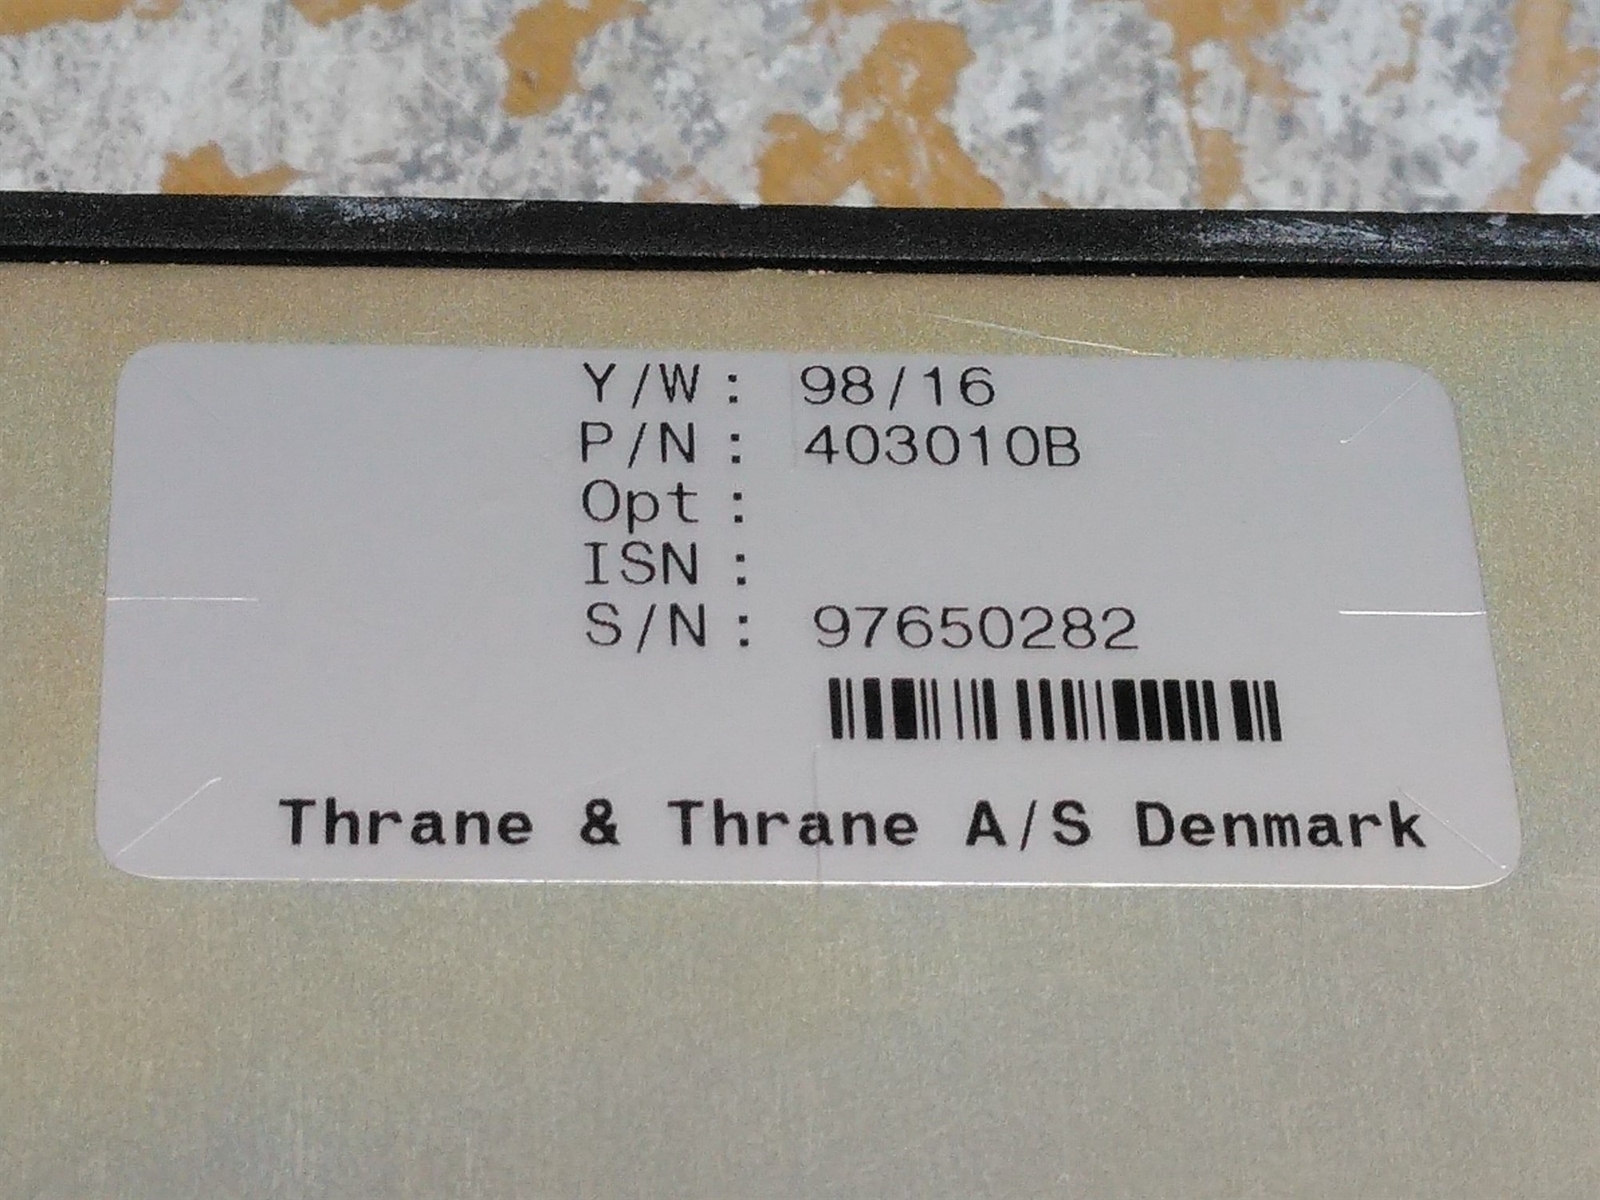 Y/W: 98/16
P/N: 403010B
Opt:
ISN:
S/N: 97650282
Thrane & Thrane A/S Denmark